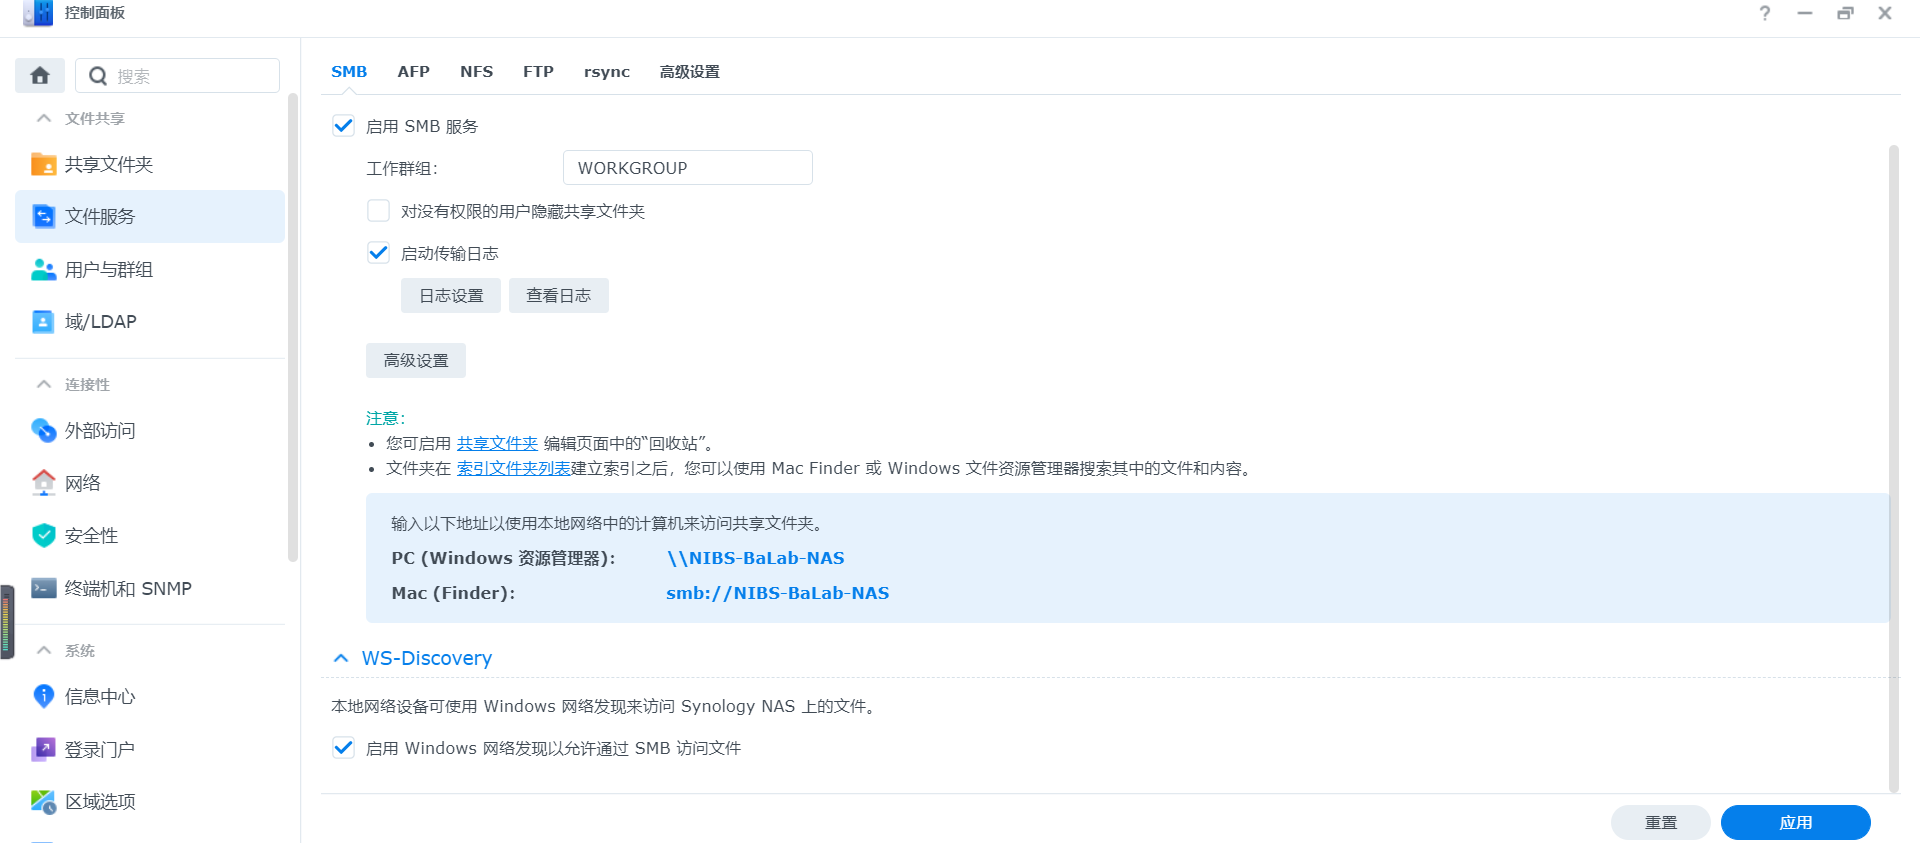 控制面板
搜索
文件共享
共享文件夹
文件服务
用户与群组
域/LDAP
连接性
外部访问
网络
安全性
终端机和 SNMP
系统
信息中心
登录门户
区域选项
SMB AFP NFS FTP rsync 高级设置
启用 SMB 服务
工作群组： WORKGROUP
对没有权限的用户隐藏共享文件夹
启动传输日志
日志设置 查看日志
高级设置
注意：
• 您可启用 共享文件夹 编辑页面中的“回收站”。
• 文件夹在 索引文件夹列表建立索引之后，您可以使用 Mac Finder 或 Windows 文件资源管理器搜索其中的文件和内容。
输入以下地址以使用本地网络中的计算机来访问共享文件夹。
PC (Windows 资源管理器)： \\NIBS-BaLab-NAS
Mac (Finder)： smb://NIBS-BaLab-NAS
WS-Discovery
本地网络设备可使用 Windows 网络发现来访问 Synology NAS 上的文件。
启用 Windows 网络发现以允许通过 SMB 访问文件
重置 应用